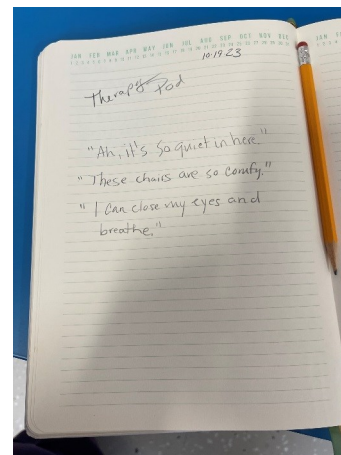 JAN FEB MAR APR MAY JUN JUL AUG SEP OCT NOV DEC
10.19.23
Therapy Pod
"Ah, it's so quiet in here."
"These chairs are so comfy."
"I can close my eyes and
breathe."